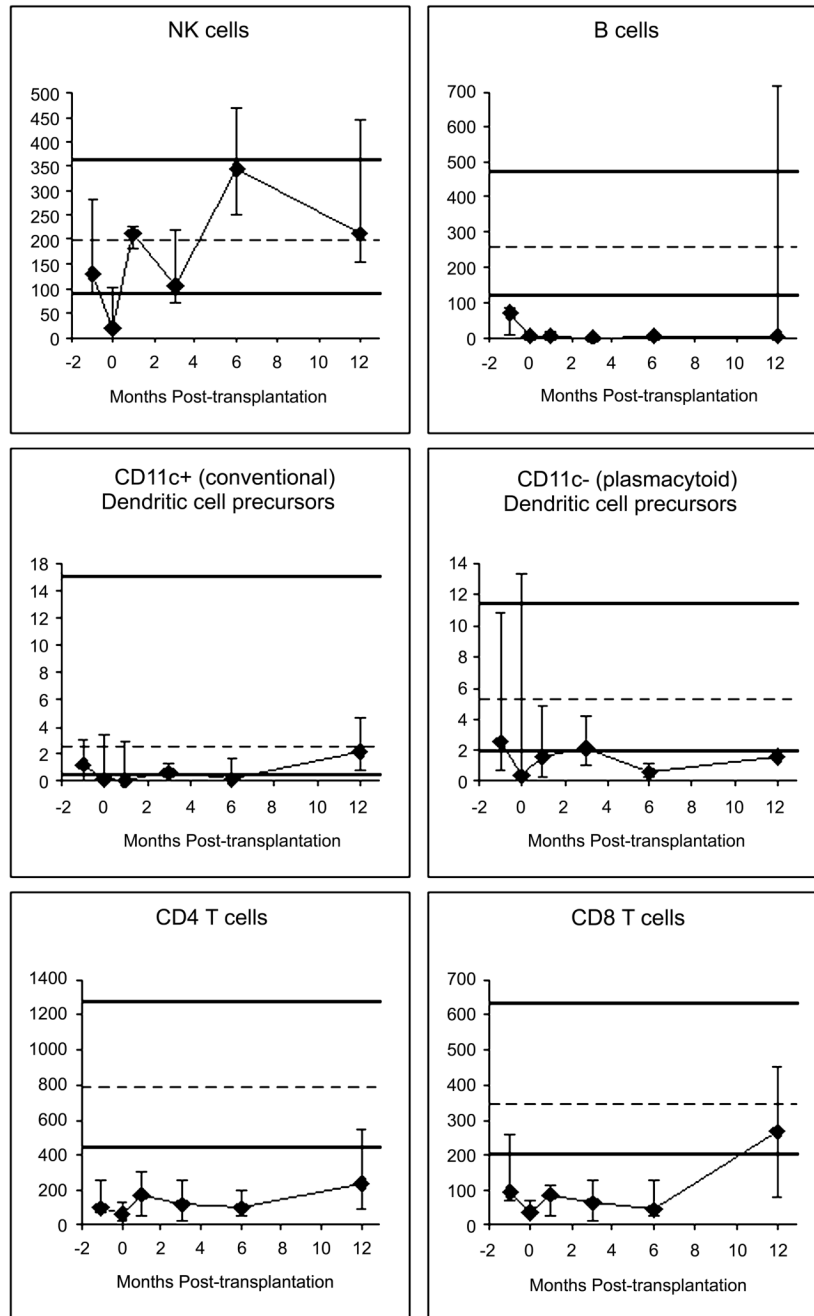 NK cells
500
450
400
350
300
250
200
150
100
50
0
-2 0 2 4 6 8 10 12
Months Post-transplantation
B cells
700
600
500
400
300
200
100
0
-2 0 2 4 6 8 10 12
Months Post-transplantation
CD11c+ (conventional)
Dendritic cell precursors
18
14
12
10
8
6
4
2
0
-2 0 2 4 6 8 10 12
Months Post-transplantation
CD11c- (plasmacytoid)
Dendritic cell precursors
14
12
10
8
6
4
2
0
-2 0 2 4 6 8 10 12
Months Post-transplantation
CD4 T cells
1400
1200
1000
800
600
400
200
0
-2 0 2 4 6 8 10 12
Months Post-transplantation
CD8 T cells
700
600
500
400
300
200
100
0
-2 0 2 4 6 8 10 12
Months Post-transplantation